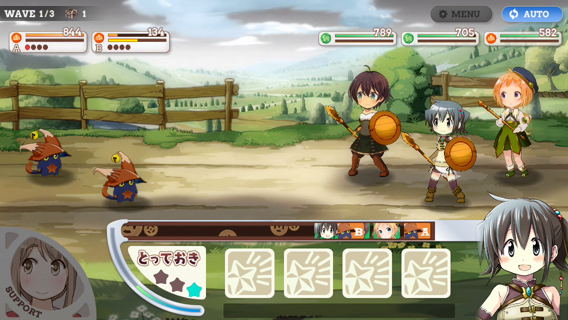 WAVE 1/3 1
MENU
AUTO
844
A
134
B
789
705
582
B
A
とっておき
SUPPORT